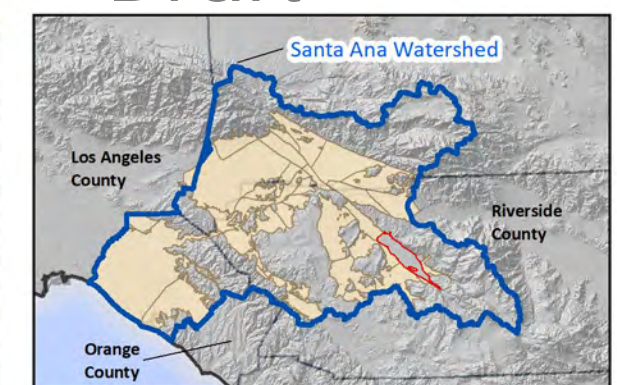 Santa Ana Watershed
Los Angeles
County
Riverside
County
Orange
County